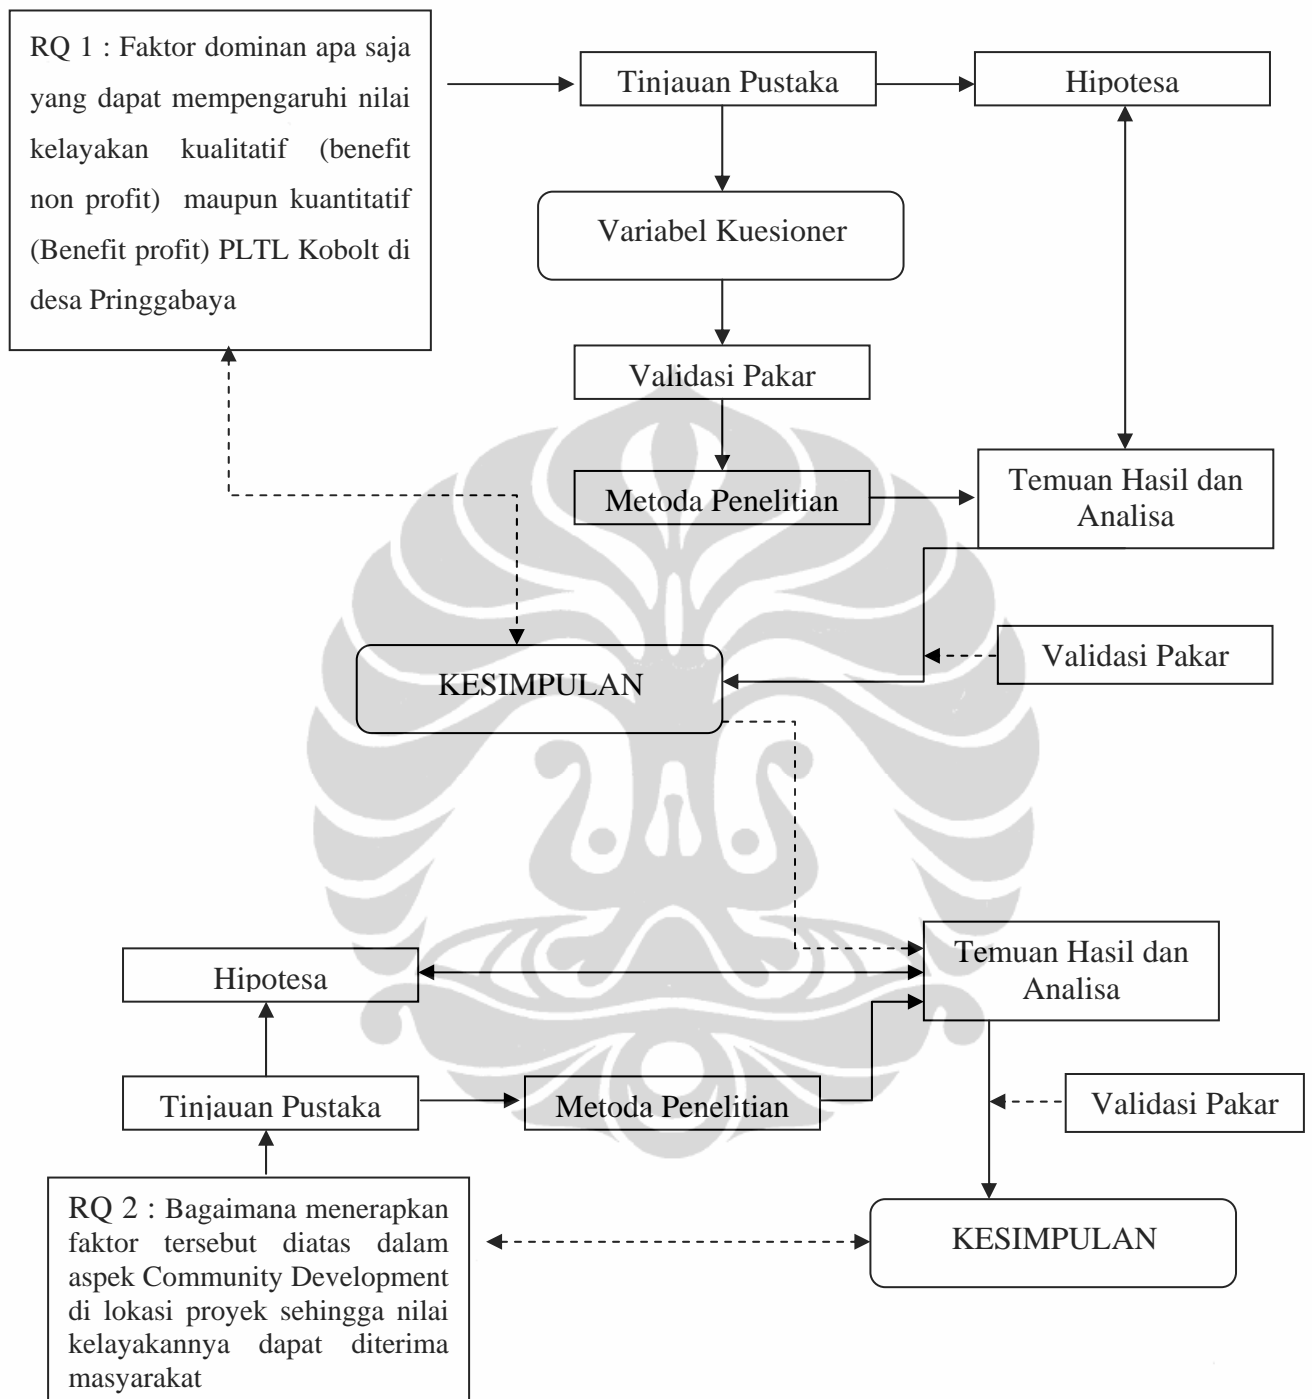 RQ 1 : Faktor dominan apa saja
yang dapat mempengaruhi nilai
kelayakan kualitatif (benefit
non profit) maupun kuantitatif
(Benefit profit) PLTL Kobolt di
desa Pringgabaya
Tinjauan Pustaka
Hipotesa
Variabel Kuesioner
Validasi Pakar
Metoda Penelitian
Temuan Hasil dan
Analisa
Validasi Pakar
KESIMPULAN
Temuan Hasil dan
Analisa
Hipotesa
Tinjauan Pustaka
Metoda Penelitian
Validasi Pakar
RQ 2 : Bagaimana menerapkan
faktor tersebut diatas dalam
aspek Community Development
di lokasi proyek sehingga nilai
kelayakannya dapat diterima
masyarakat
KESIMPULAN